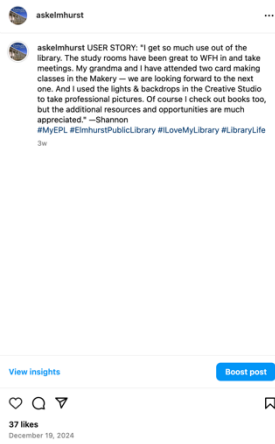 askelmhurst
askelmhurst USER STORY: "I get so much use out of the
library. The study rooms have been great to WFH in and take
meetings. My grandma and I have attended two card making
classes in the Makery — we are looking forward to the next
one. And I used the lights & backdrops in the Creative Studio
to take professional pictures. Of course I check out books too,
but the additional resources and opportunities are much
appreciated." —Shannon
#MyEPL #ElmhurstPublicLibrary #ILoveMyLibrary #LibraryLife
3w
View insights
Boost post
37 likes
December 19, 2024